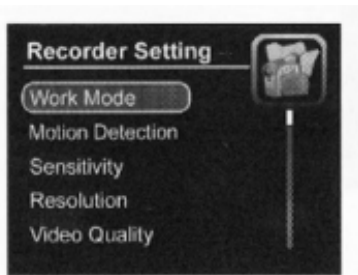 Recorder Setting
Work Mode
Motion Detection
Sensitivity
Resolution
Video Quality